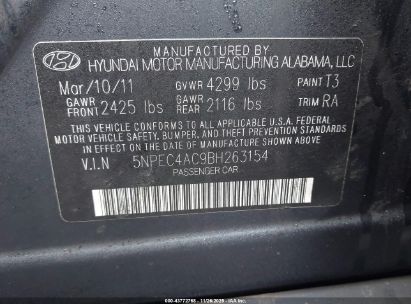 MANUFACTURED BY
HYUNDAI MOTOR MANUFACTURING ALABAMA, LLC
Mar/10/11 GVWR 4299 lbs PAINT T3
GAWR FRONT 2425 lbs GAWR REAR 2116 lbs TRIM RA
THIS VEHICLE CONFORMS TO ALL APPLICABLE FEDERAL
MOTOR VEHICLE SAFETY, BUMPER, AND THEFT PREVENTION
STANDARDS IN EFFECT ON THE DATE OF MANUFACTURE
SHOWN ABOVE.
V.I.N 5NPEC4AC9BH263154
PASSENGER CAR